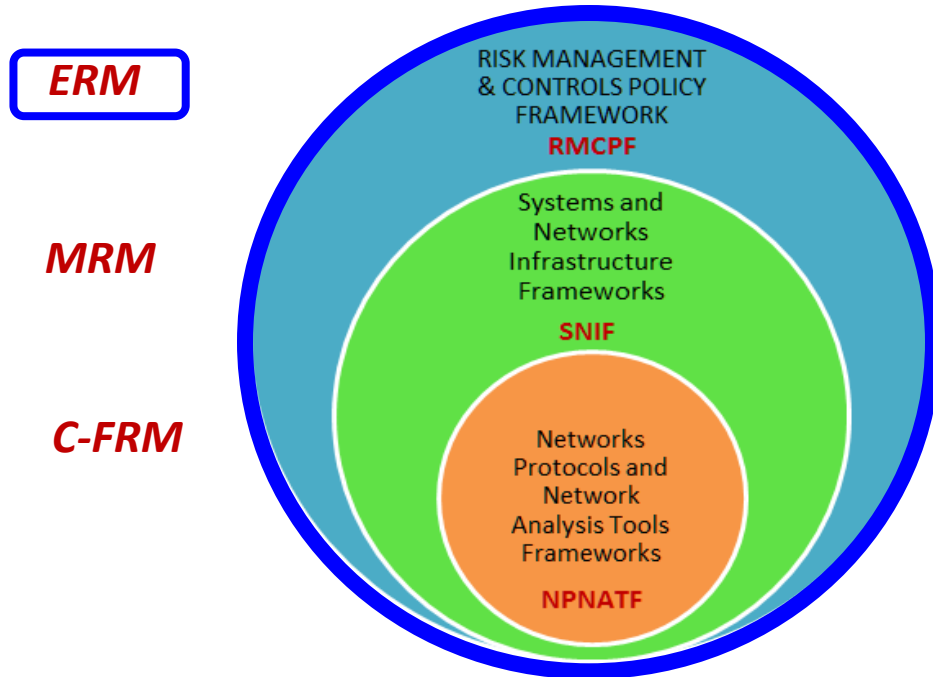 ERM
MRM
C-FRM
RISK MANAGEMENT
& CONTROLS POLICY
FRAMEWORK
RMCPF
Systems and
Networks
Infrastructure
Frameworks
SNIF
Networks
Protocols and
Network
Analysis Tools
Frameworks
NPNATF